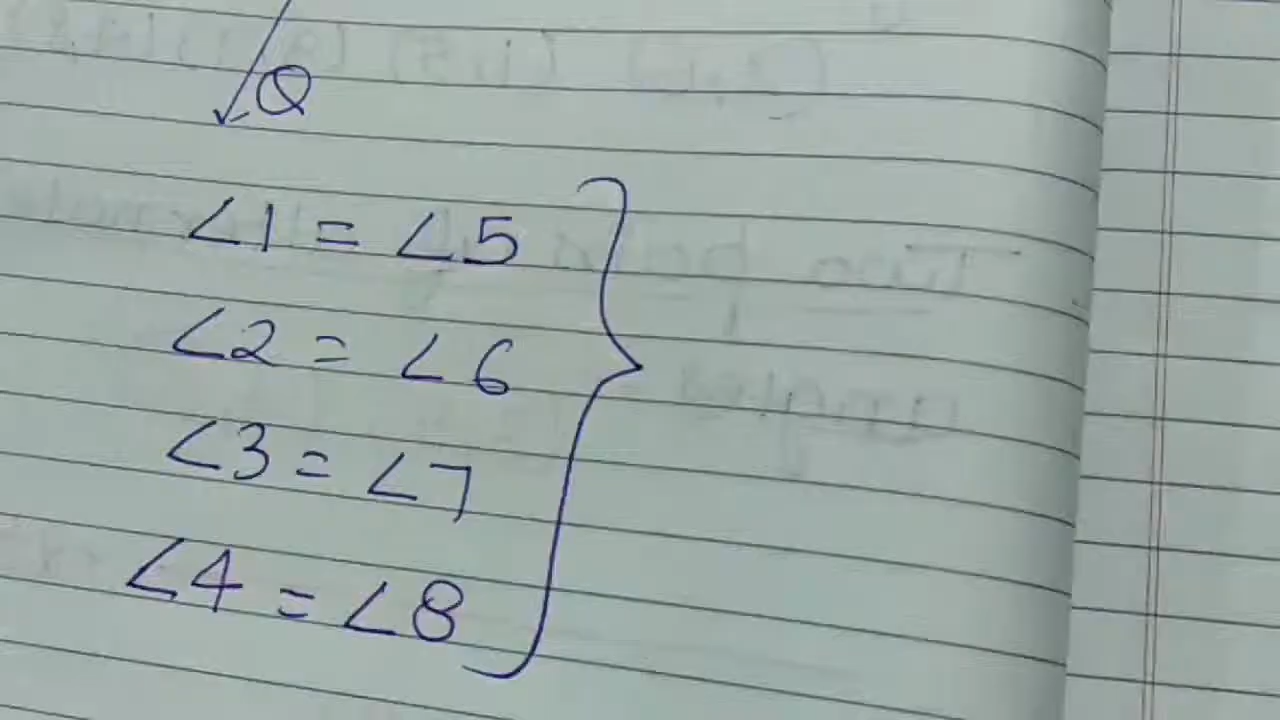 Q
∠1 = ∠5
∠2 = ∠6
∠3 = ∠7
∠4 = ∠8